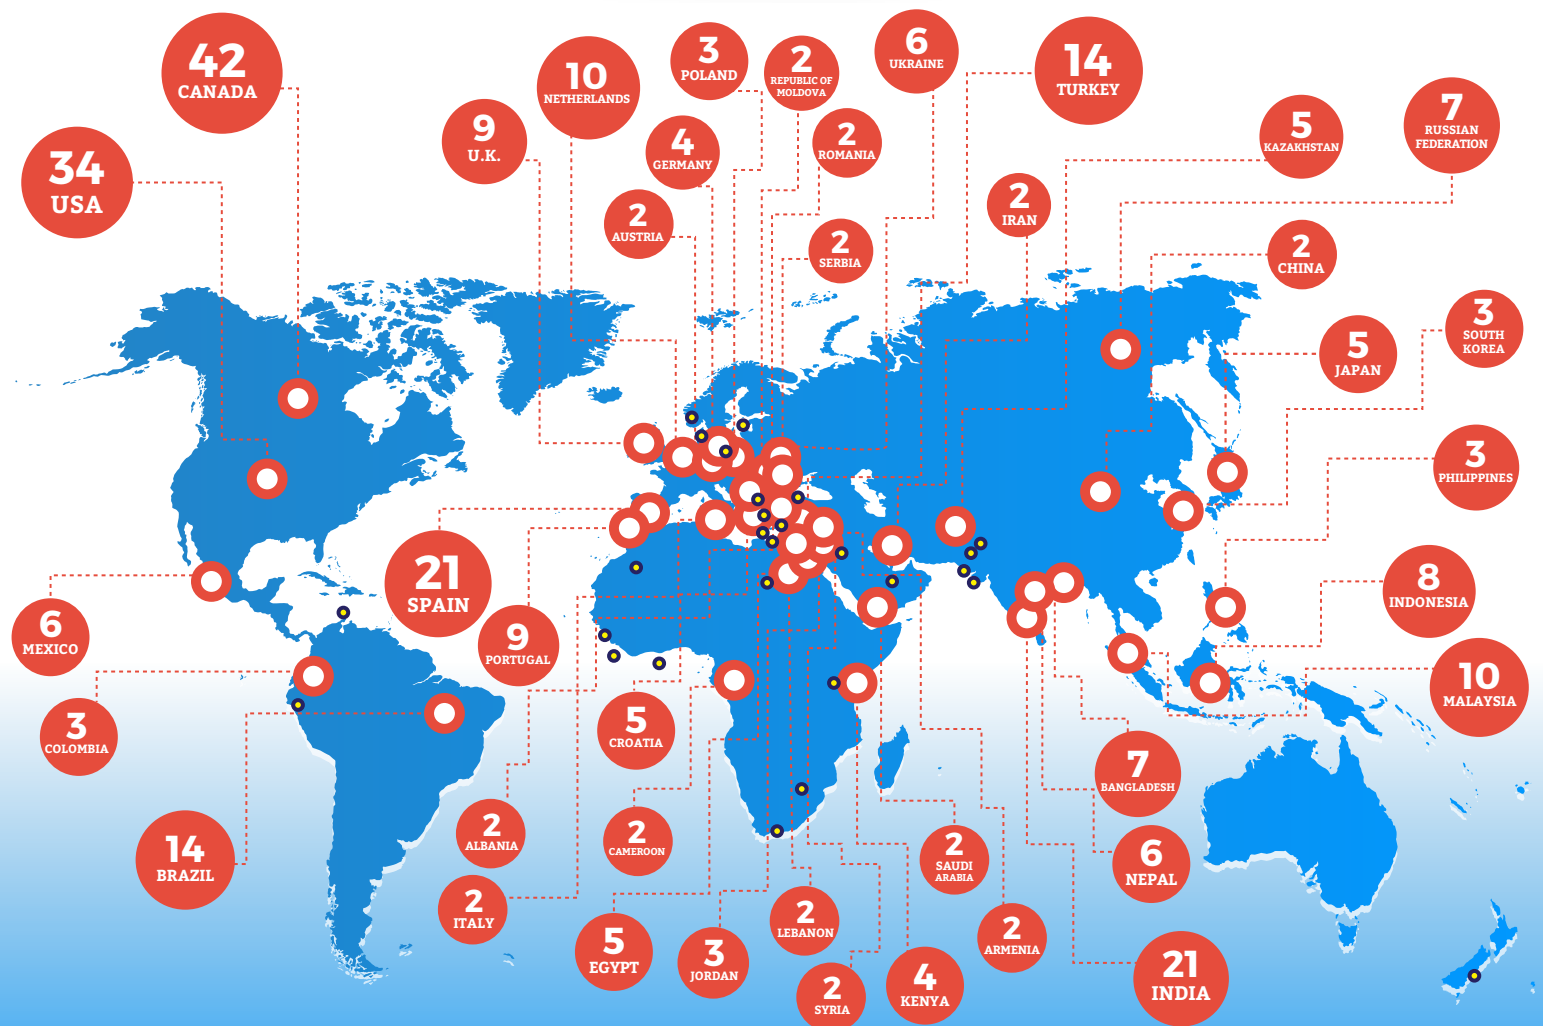 42
CANADA
34
USA
9
U.K.
10
NETHERLANDS
3
POLAND
2
REPUBLIC OF
MOLDOVA
6
UKRAINE
14
TURKEY
4
GERMANY
2
ROMANIA
2
AUSTRIA
2
SERBIA
2
IRAN
5
KAZAKHSTAN
7
RUSSIAN
FEDERATION
2
CHINA
3
SOUTH
KOREA
5
JAPAN
3
PHILIPPINES
8
INDONESIA
10
MALAYSIA
21
SPAIN
9
PORTUGAL
6
MEXICO
3
COLOMBIA
14
BRAZIL
2
ALBANIA
2
ITALY
5
CROATIA
2
CAMEROON
5
EGYPT
3
JORDAN
2
LEBANON
2
SYRIA
4
KENYA
2
SAUDI
ARABIA
2
ARMENIA
7
BANGLADESH
6
NEPAL
21
INDIA